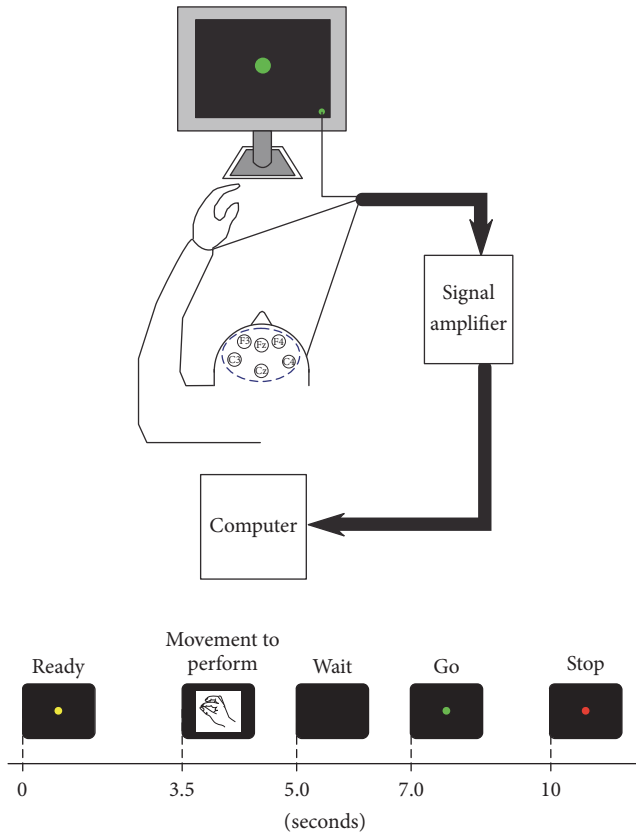 Signal
amplifier
F3 Fz F4
C3 Cz C4
Computer
Movement to
perform
Ready Wait Go Stop
0 3.5 5.0 7.0 10
(seconds)